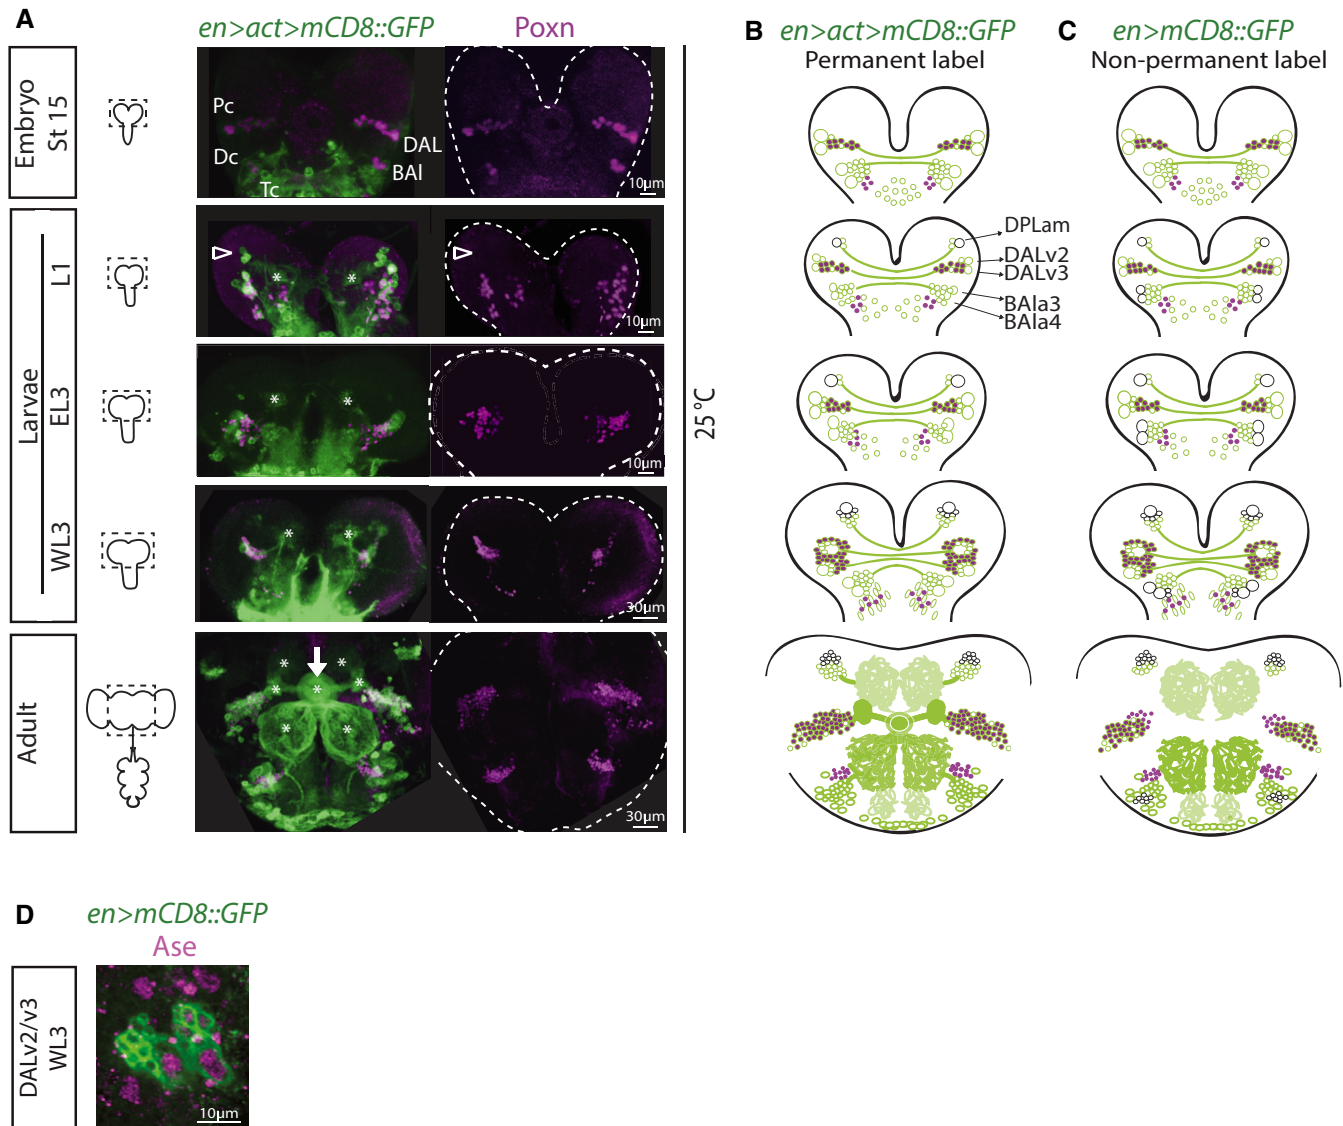 A
en>act>mCD8::GFP
Poxn
B
en>act>mCD8::GFP
Permanent label
C
en>mCD8::GFP
Non-permanent label
Embryo
St 15
Pc
Dc
Tc
DAL
BAl
10µm
Larvae
L1
*
*
10µm
DPLam
DALv2
DALv3
BAla3
BAla4
EL3
*
*
10µm
25 °C
WL3
*
*
30µm
Adult
*
*
*
*
*
*
*
30µm
D
en>mCD8::GFP
Ase
DALv2/v3
WL3
10µm